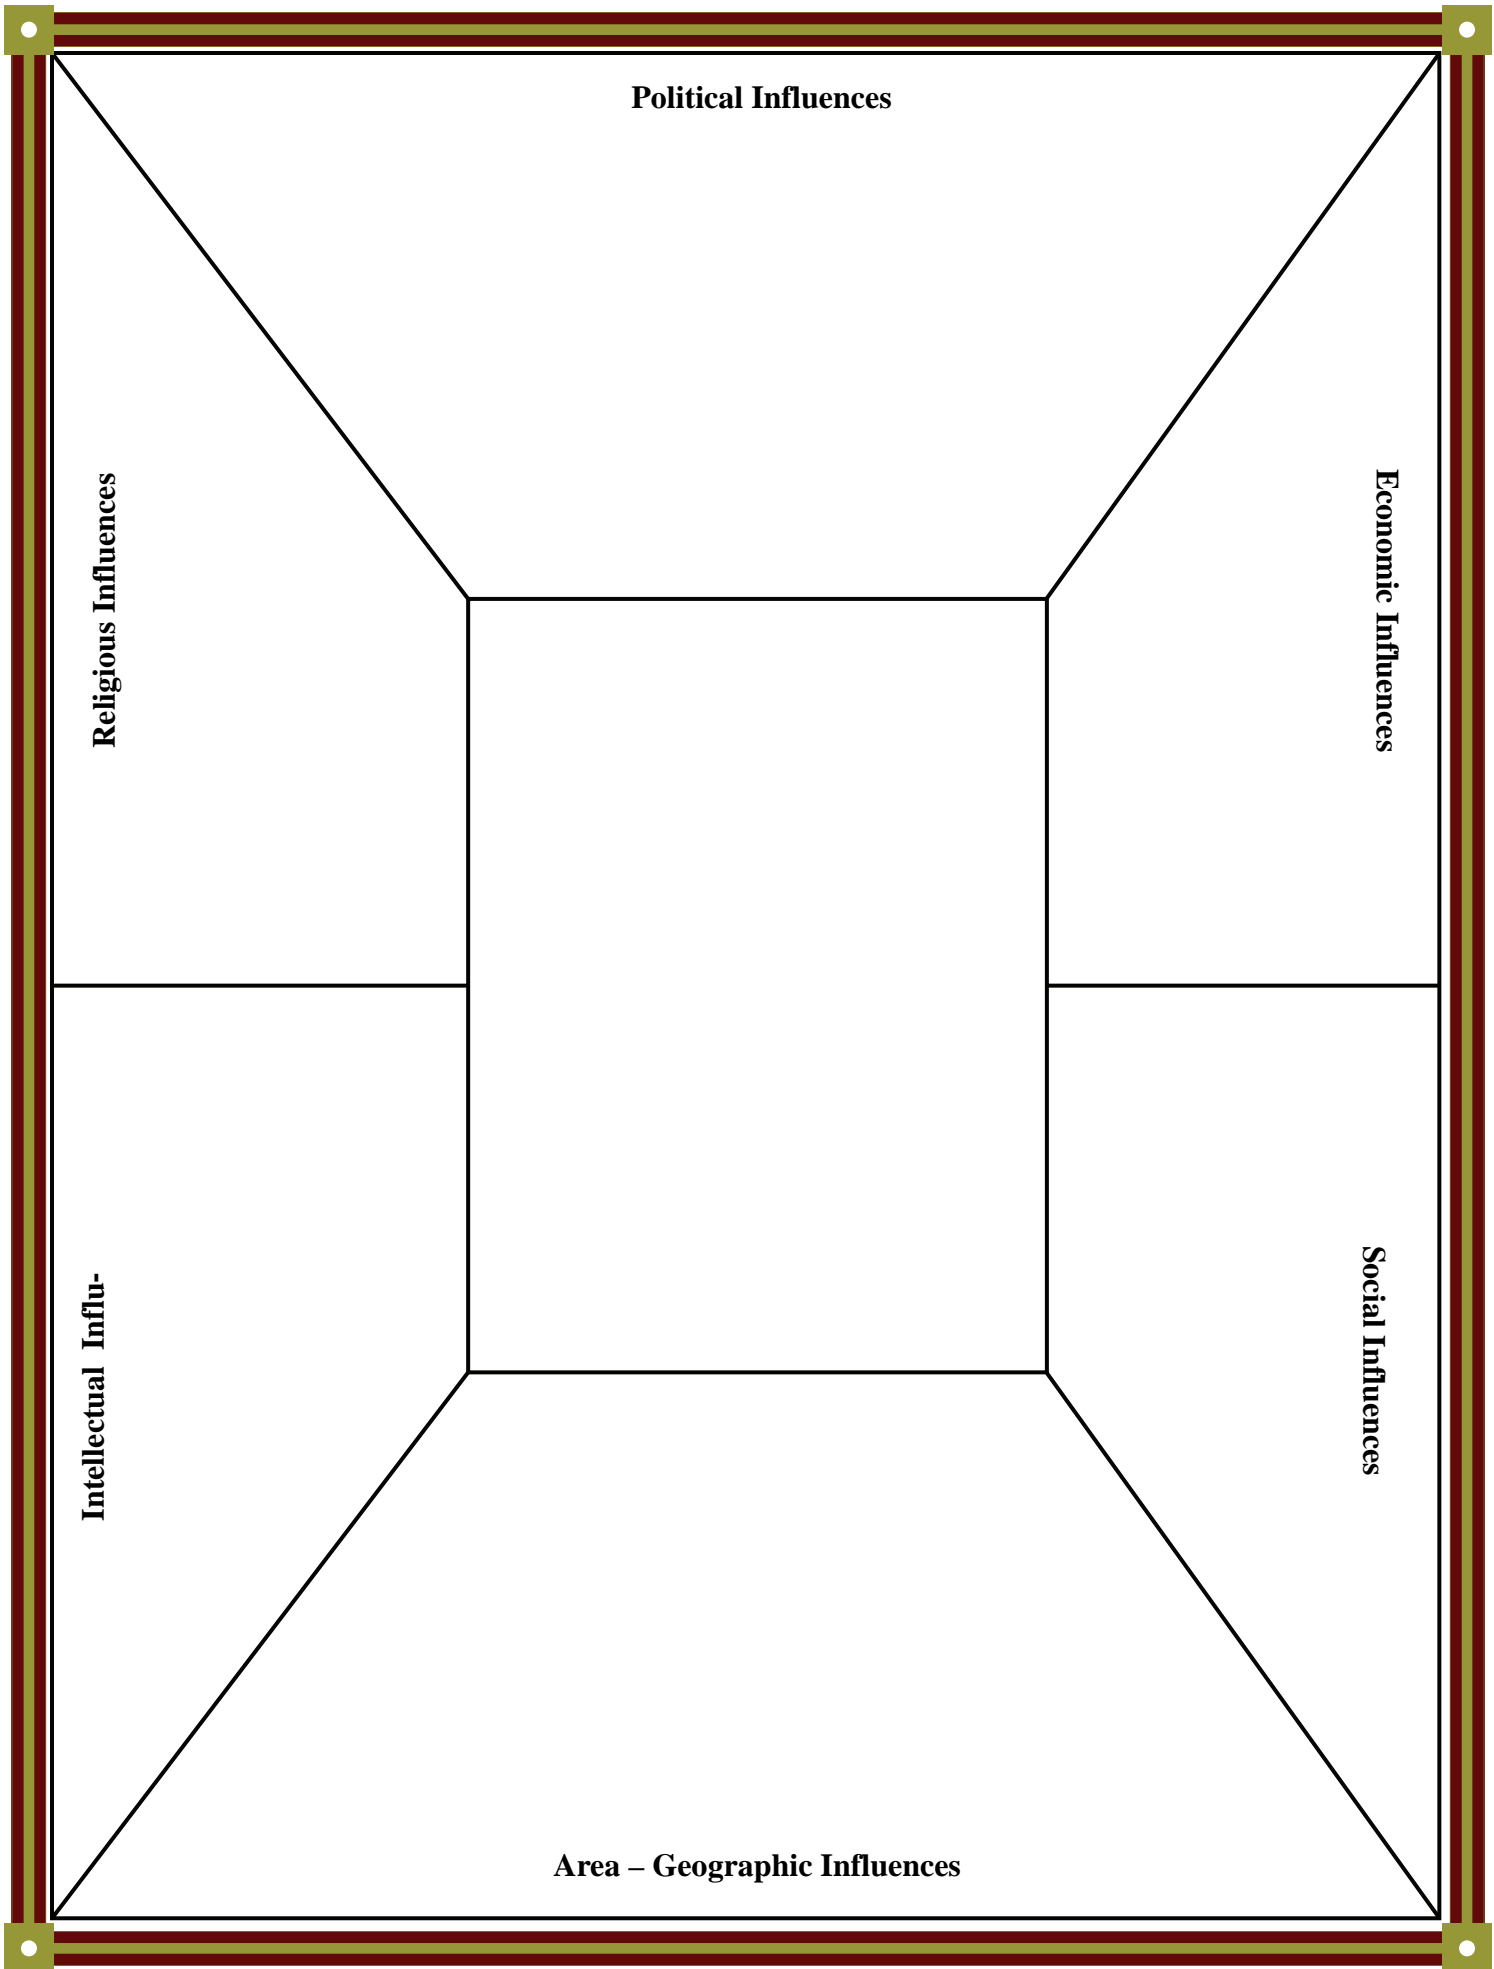 Political Influences
Religious Influences
Economic Influences
Intellectual  Influ-
Social Influences
Area – Geographic Influences